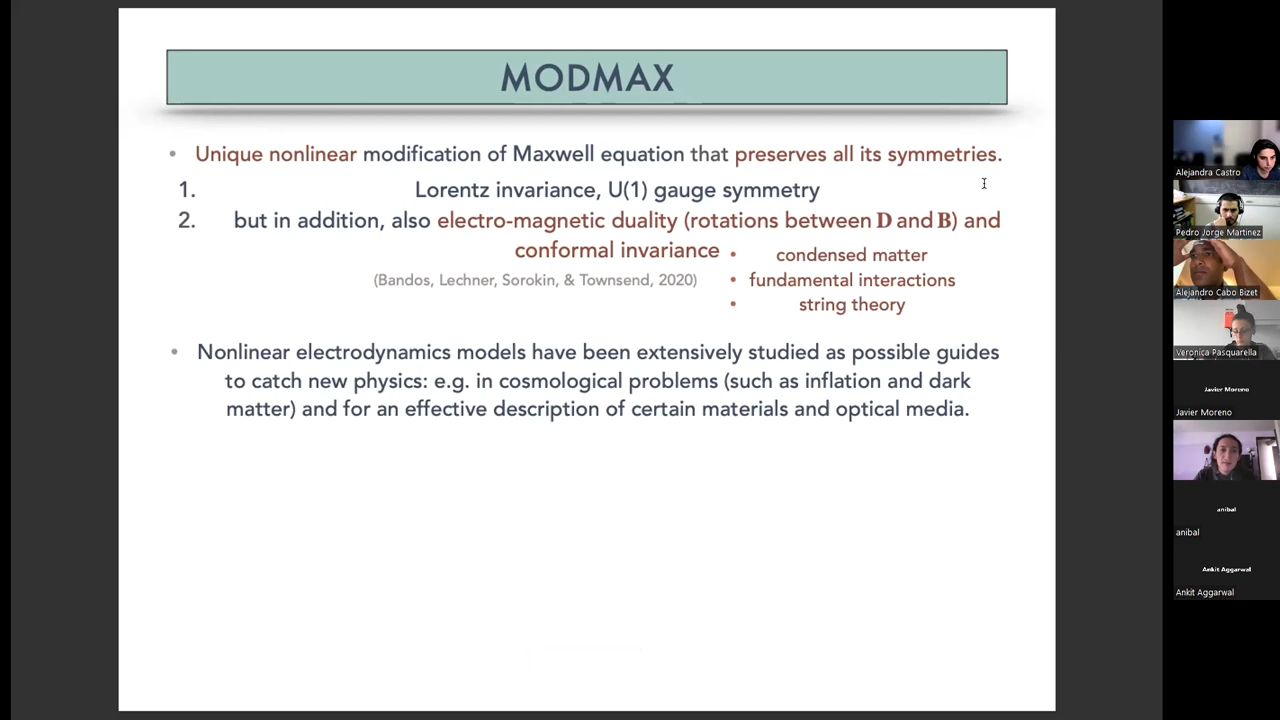 MODMAX
• Unique nonlinear modification of Maxwell equation that preserves all its symmetries.
1. Lorentz invariance, U(1) gauge symmetry
2. but in addition, also electro-magnetic duality (rotations between D and B) and
conformal invariance
(Bandos, Lechner, Sorokin, & Townsend, 2020)
• condensed matter
• fundamental interactions
• string theory
• Nonlinear electrodynamics models have been extensively studied as possible guides
to catch new physics: e.g. in cosmological problems (such as inflation and dark
matter) and for an effective description of certain materials and optical media.
Alejandra Castro
Pedro Jorge Martinez
Alejandro Cabo Bizet
Veronica Pasquarella
Javier Moreno
Javier Moreno
anibal
anibal
Ankit Aggarwal
Ankit Aggarwal